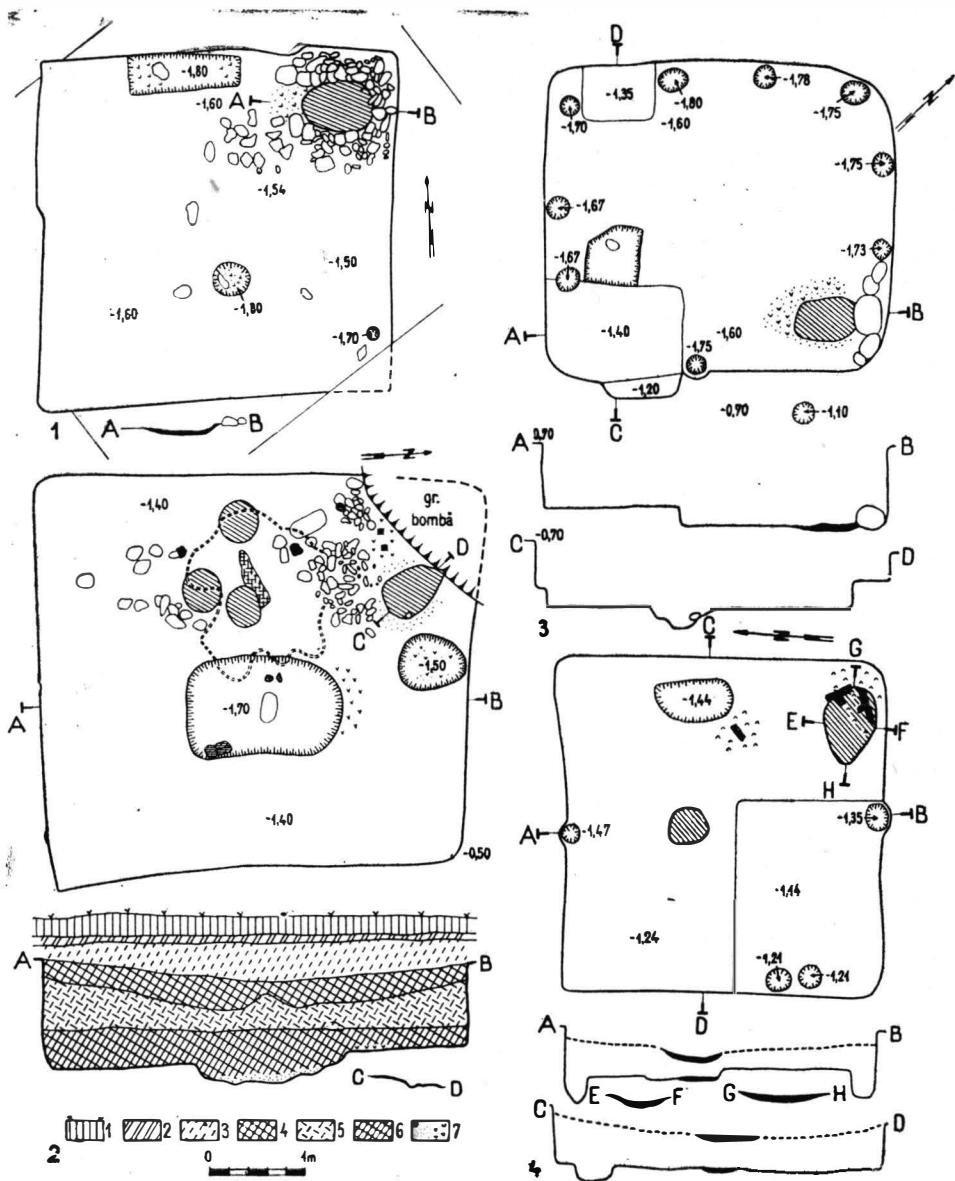 -1,80
-1,60
A
B
-1,54
N
-1,50
-1,80
-1,60
-1,70
1
A B
D
-1,35
-1,80
-1,78
-1,75
N
-1,70
-1,60
-1,75
-1,67
-1,73
-1,67
A
-1,40
-1,60
B
-1,75
-1,20
C
-0,90
-1,10
A 0,90
B
C -0,70
D
3
N
-1,40
gr.
bombă
D
C
-1,50
A
-1,70
B
-1,40
-0,50
A
B
C D
1 2 3 4 5 6 7
2
0 1m
N
C
G
-1,44
E
F
H
A
-1,47
-1,35
B
-1,14
-1,24
-1,21
-1,21
D
A
B
E F G H
C
D
4